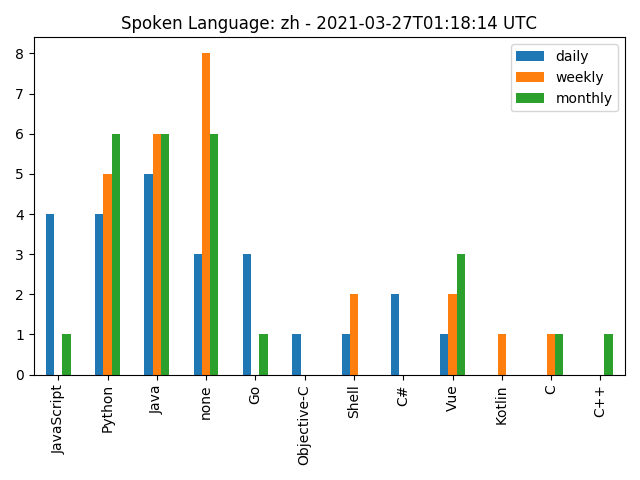 Spoken Language: zh - 2021-03-27T01:18:14 UTC
daily
weekly
monthly
8
7
6
5
4
3
2
1
0
JavaScript
Python
Java
none
Go
Objective-C
Shell
C#
Vue
Kotlin
C
C++